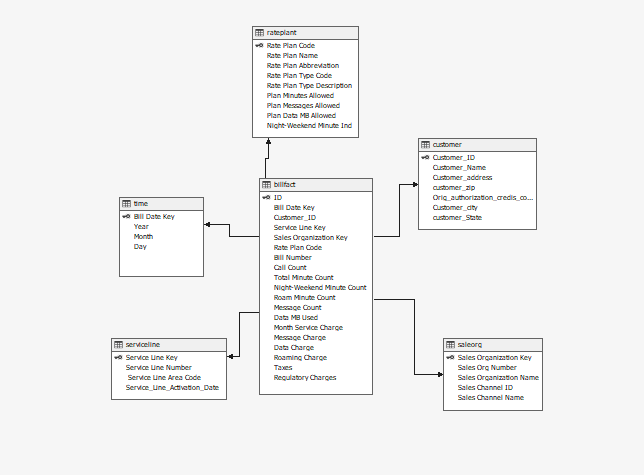 rateplant
Rate Plan Code
Rate Plan Name
Rate Plan Abbreviation
Rate Plan Type Code
Rate Plan Type Description
Plan Minutes Allowed
Plan Messages Allowed
Plan Data MB Allowed
Night-Weekend Minute Ind
customer
Customer_ID
Customer_Name
Customer_address
customer_zip
Orig_authorization_credis_co...
Customer_city
customer_State
billfact
ID
Bill Date Key
Customer_ID
Service Line Key
Sales Organization Key
Rate Plan Code
Bill Number
Call Count
Total Minute Count
Night-Weekend Minute Count
Roam Minute Count
Message Count
Data MB Used
Month Service Charge
Message Charge
Data Charge
Roaming Charge
Taxes
Regulatory Charges
time
Bill Date Key
Year
Month
Day
serviceline
Service Line Key
Service Line Number
Service Line Area Code
Service_Line_Activation_Date
saleorg
Sales Organization Key
Sales Org Number
Sales Organization Name
Sales Channel ID
Sales Channel Name